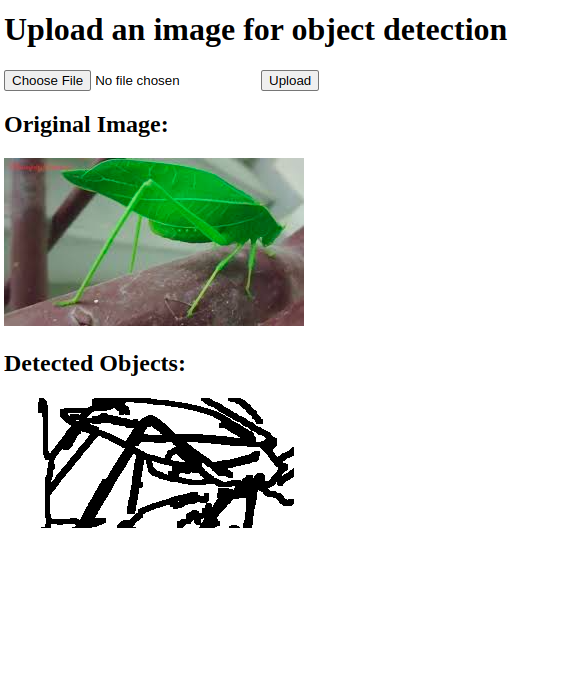 Upload an image for object detection
Choose File No file chosen Upload
Original Image:
Detected Objects: